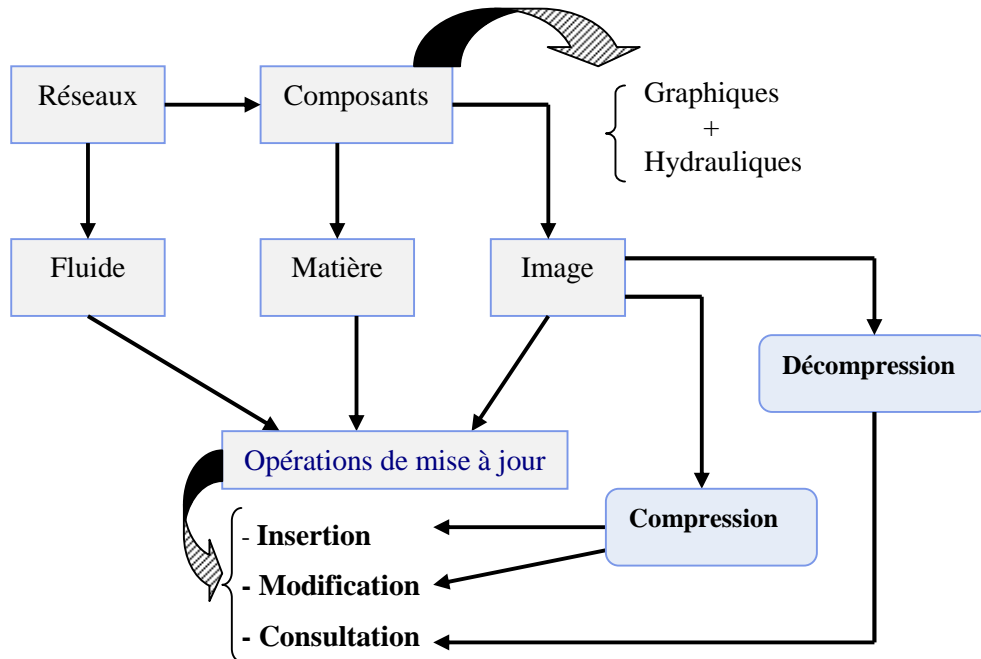 Réseaux
Composants
Graphiques
+
Hydrauliques
Fluide
Matière
Image
Décompression
Opérations de mise à jour
Compression
- Insertion
- Modification
- Consultation